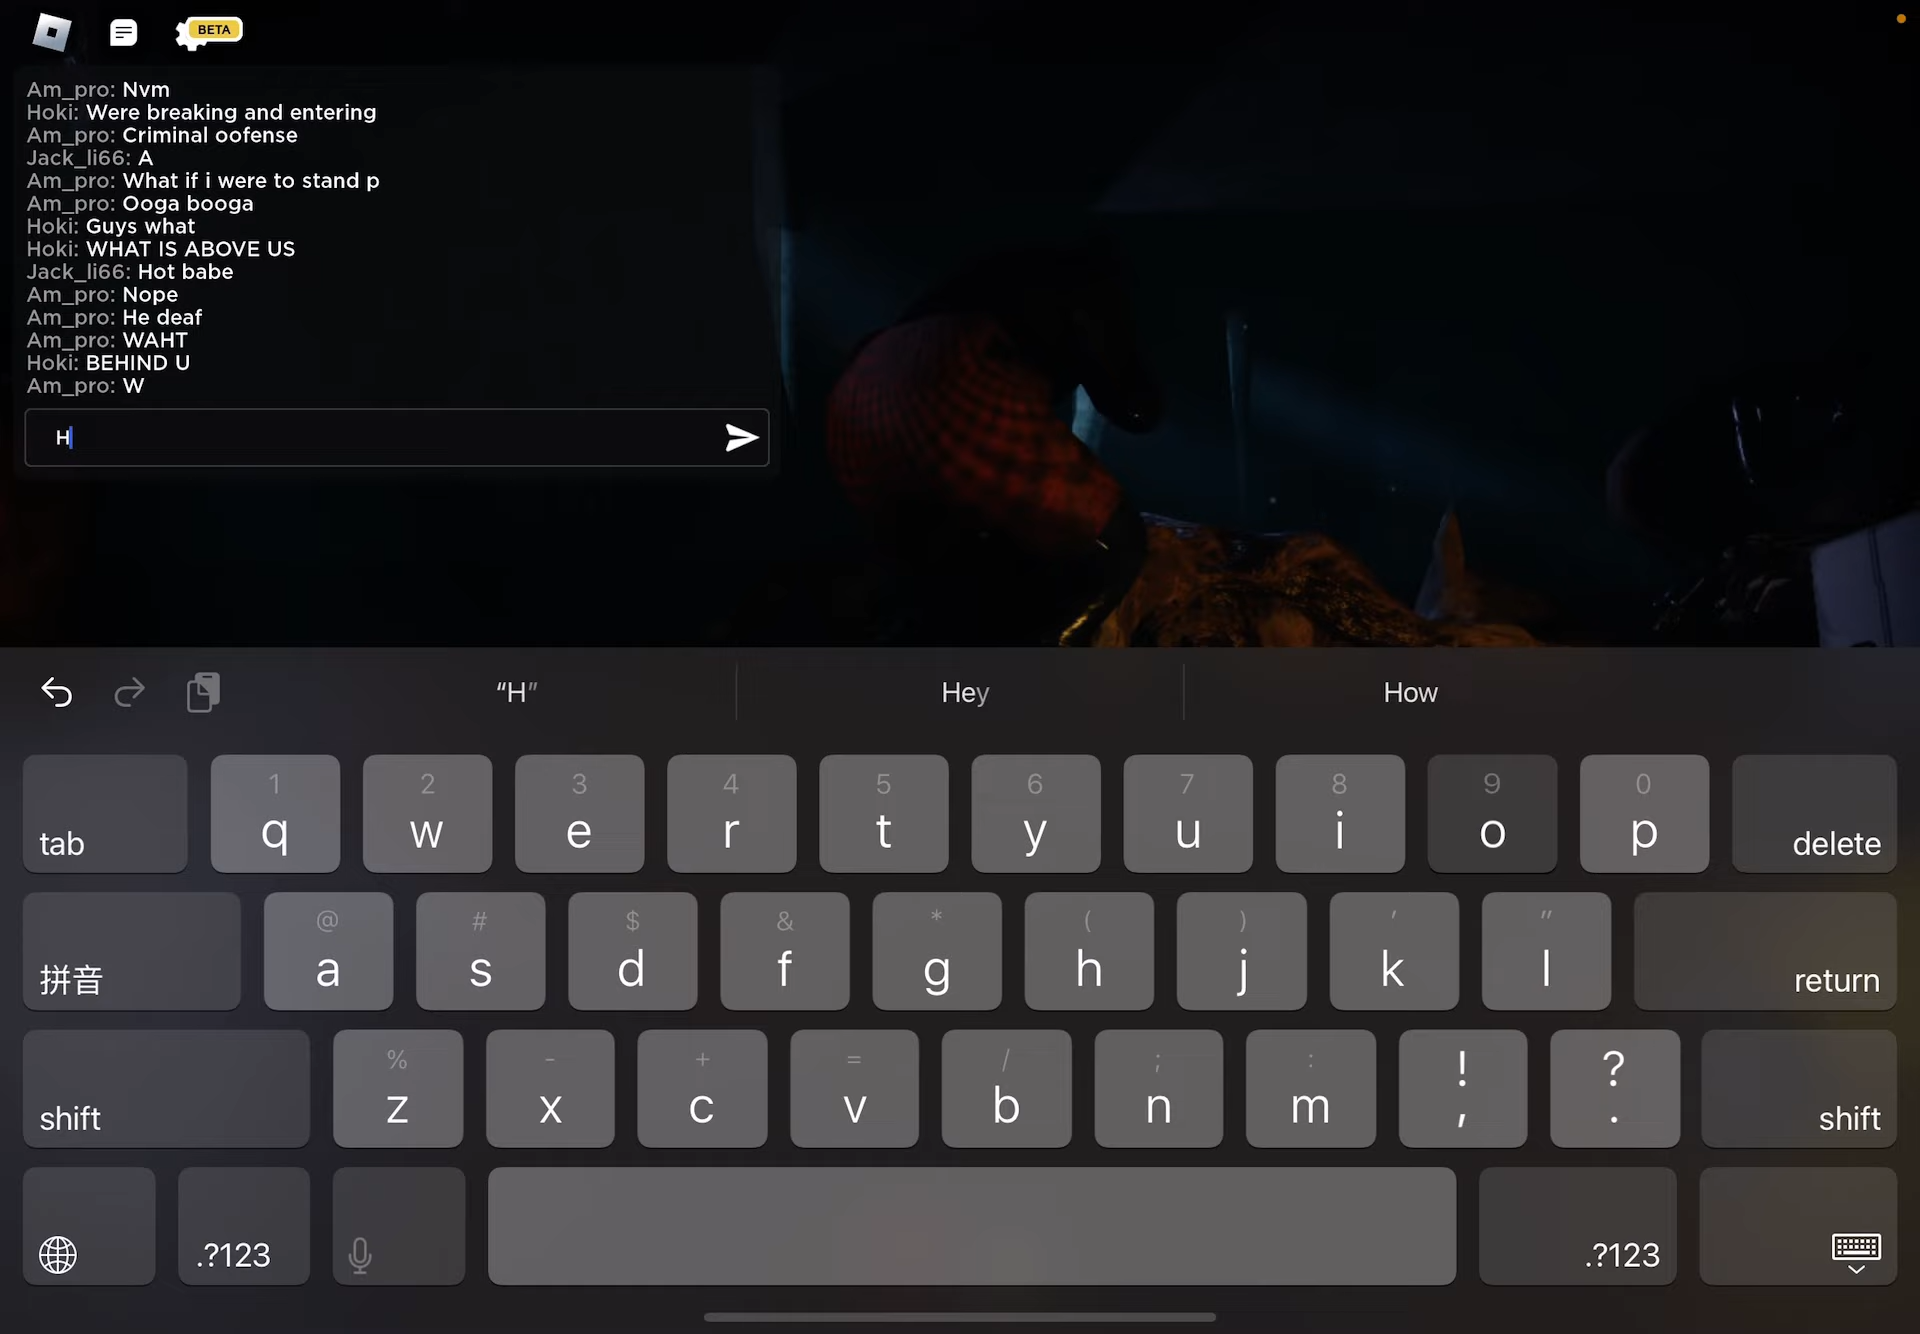 BETA
Am_pro: Nvm
Hoki: Were breaking and entering
Am_pro: Criminal oofense
Jack_li66: A
Am_pro: What if i were to stand p
Am_pro: Ooga booga
Hoki: Guys what
Hoki: WHAT IS ABOVE US
Jack_li66: Hot babe
Am_pro: Nope
Am_pro: He deaf
Am_pro: WAHT
Hoki: BEHIND U
Am_pro: W
H
“H” Hey How
1 2 3 4 5 6 7 8 9 0
tab q w e r t y u i o p delete
@ # $ & * ( ) ' "
拼音 a s d f g h j k l return
% - + = / ; : ! ?
shift z x c v b n m , . shift
.?123 .?123